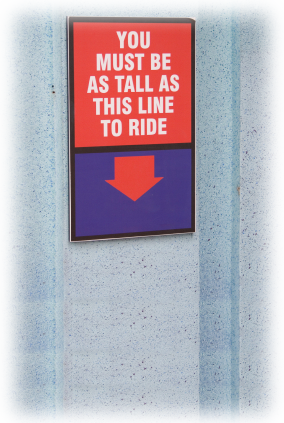 YOU
MUST BE
AS TALL AS
THIS LINE
TO RIDE